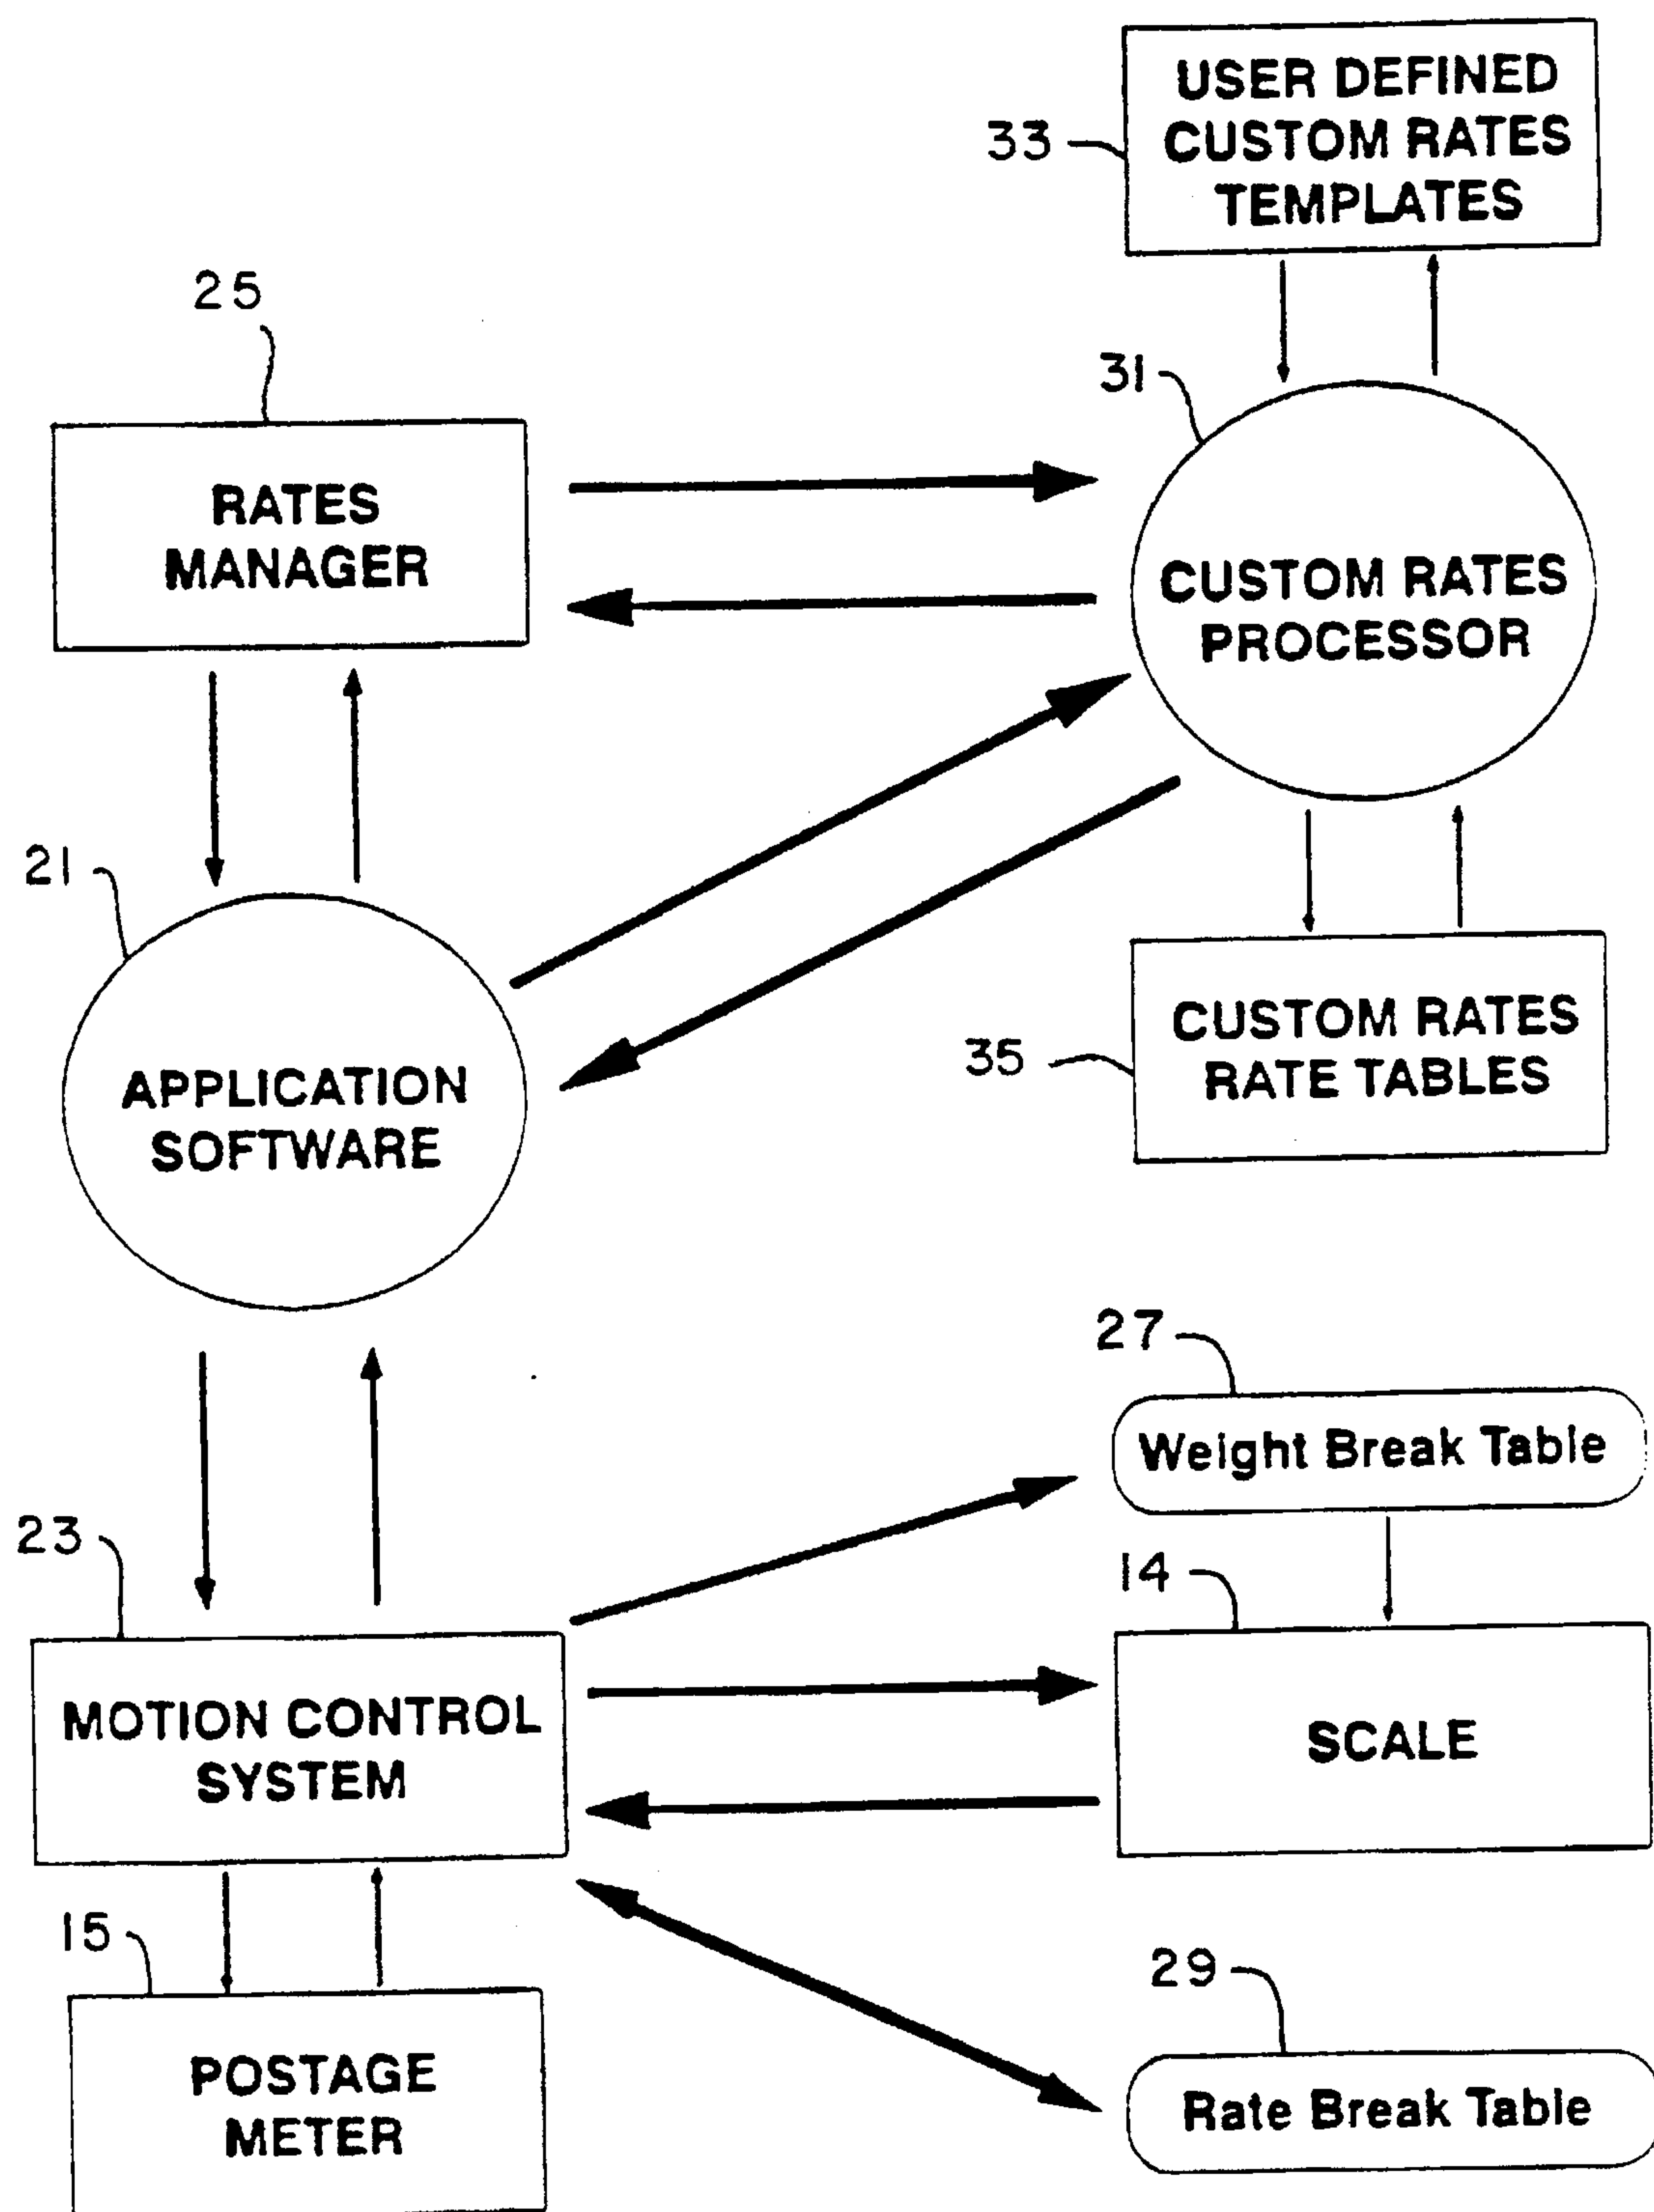 USER DEFINED
CUSTOM RATES
TEMPLATES
33
25
31
RATES
MANAGER
CUSTOM RATES
PROCESSOR
21
APPLICATION
SOFTWARE
CUSTOM RATES
RATE TABLES
35
27
Weight Break Table
23
14
MOTION CONTROL
SYSTEM
SCALE
15
POSTAGE
METER
29
Rate Break Table